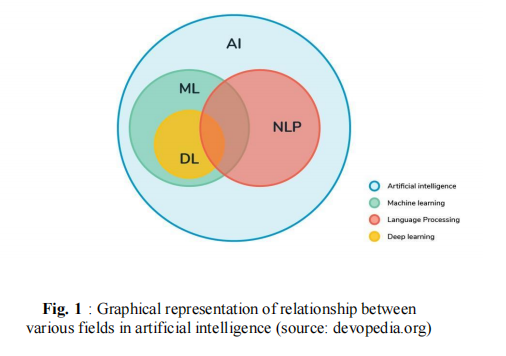 AI
ML
NLP
DL
Artificial intelligence
Machine learning
Language Processing
Deep learning
Fig. 1 : Graphical representation of relationship between
various fields in artificial intelligence (source: devopedia.org)